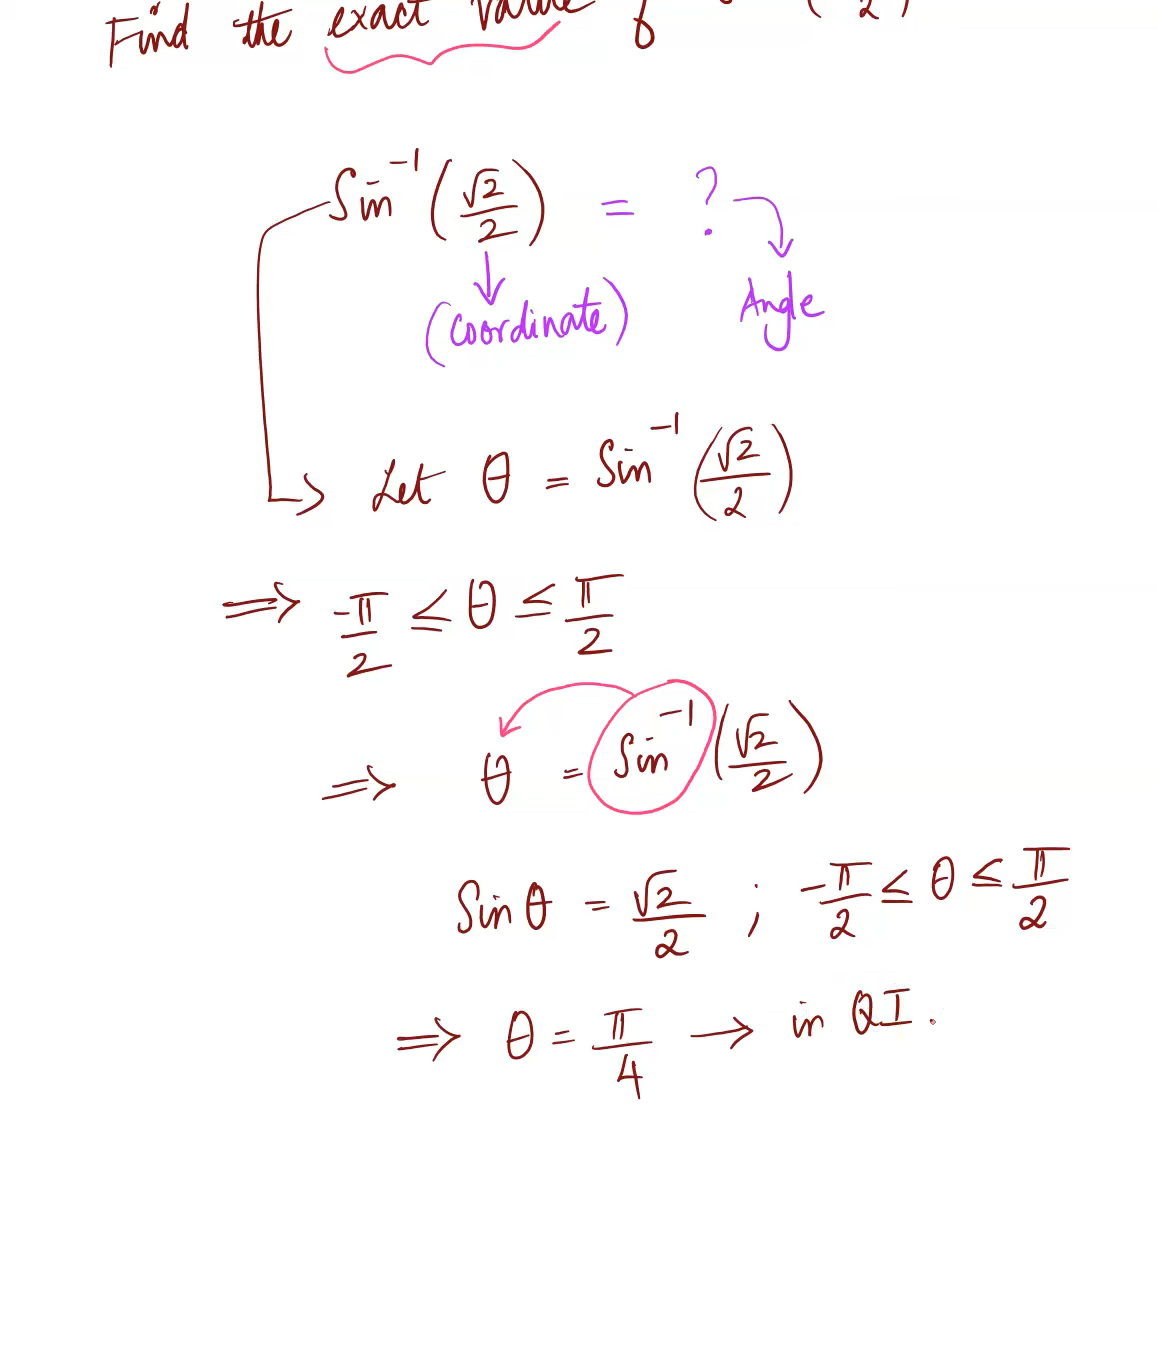 Find the exact value of
Sin⁻¹(√2/2) = ?
(Coordinate) Angle
Let θ = Sin⁻¹(√2/2)
⇒ -π/2 ≤ θ ≤ π/2
⇒ θ = Sin⁻¹(√2/2)
Sin θ = √2/2 ; -π/2 ≤ θ ≤ π/2
⇒ θ = π/4 → in QI.